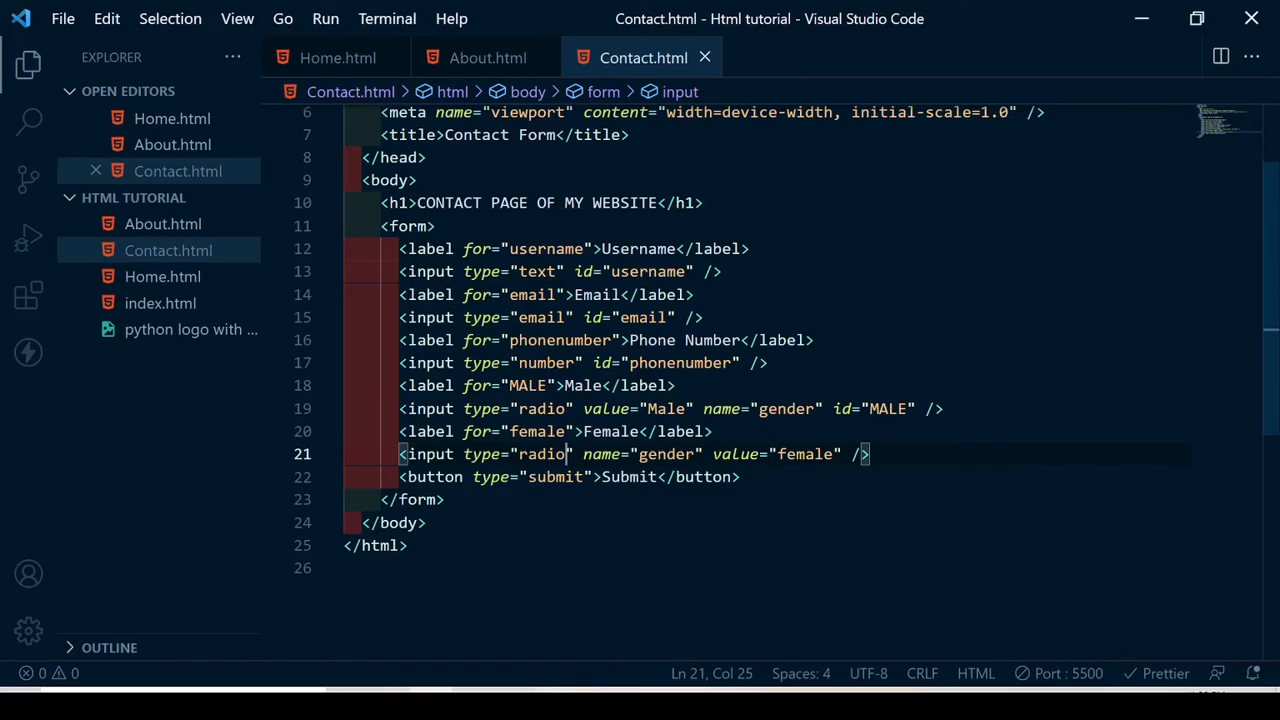 File Edit Selection View Go Run Terminal Help
Contact.html - Html tutorial - Visual Studio Code
EXPLORER
Home.html
About.html
Contact.html
OPEN EDITORS
Home.html
About.html
Contact.html
HTML TUTORIAL
About.html
Contact.html
Home.html
index.html
python logo with ...
OUTLINE
Contact.html > html > body > form > input
6 <meta name="viewport" content="width=device-width, initial-scale=1.0" />
7 <title>Contact Form</title>
8 </head>
9 <body>
10 <h1>CONTACT PAGE OF MY WEBSITE</h1>
11 <form>
12 <label for="username">Username</label>
13 <input type="text" id="username" />
14 <label for="email">Email</label>
15 <input type="email" id="email" />
16 <label for="phonenumber">Phone Number</label>
17 <input type="number" id="phonenumber" />
18 <label for="MALE">Male</label>
19 <input type="radio" value="Male" name="gender" id="MALE" />
20 <label for="female">Female</label>
21 <input type="radio" name="gender" value="female" />
22 <button type="submit">Submit</button>
23 </form>
24 </body>
25 </html>
26
0 0 Ln 21, Col 25 Spaces: 4 UTF-8 CRLF HTML Port : 5500 Prettier